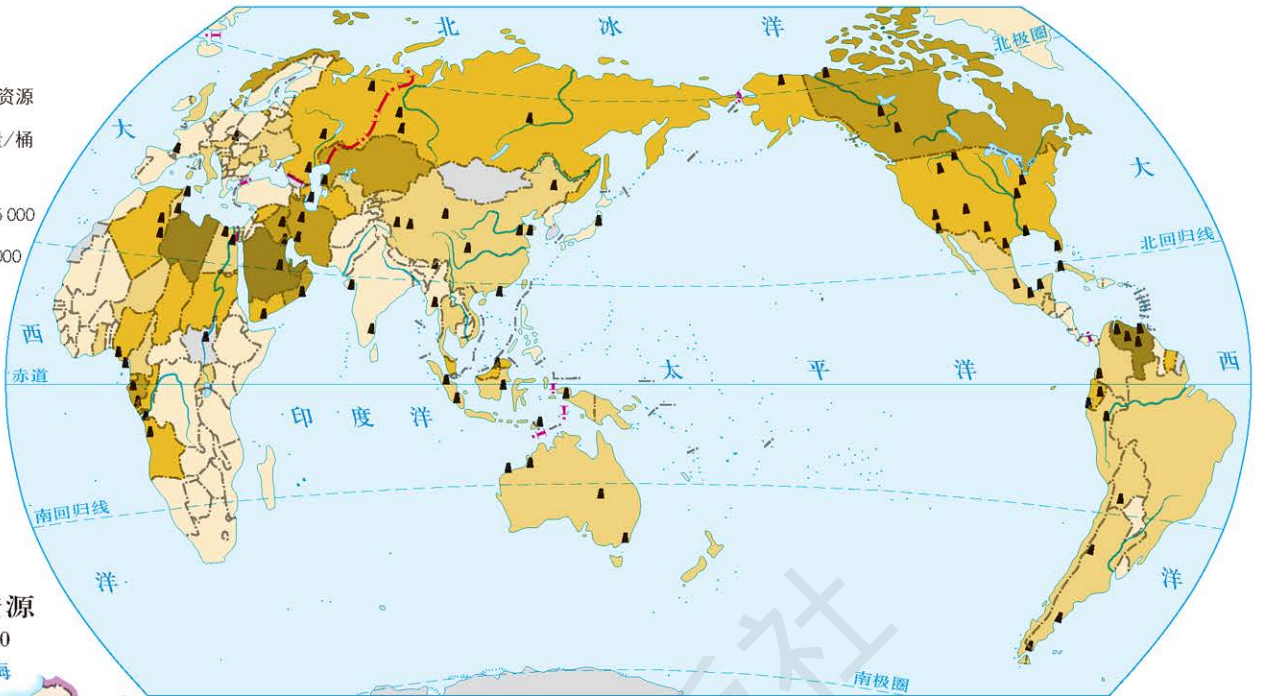 北 冰 洋
北极圈
资源
大
/桶
大
5 000
北回归线
000
西
太 平 洋
西
赤道
印 度 洋
南回归线
洋
洋
源
0
海
南极圈
社